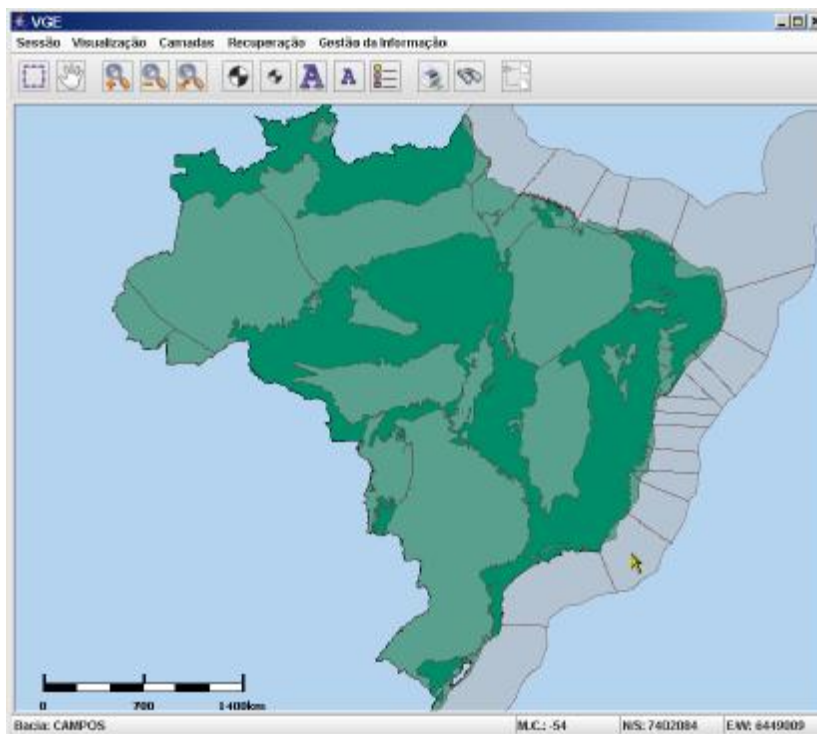 VGE
Sessão Visualização Camadas Recuperação Gestão da Informação
A A
0 700 1400km
Bacia: CAMPOS M.C.: -54 N/S: 7402084 E/W: 6449009